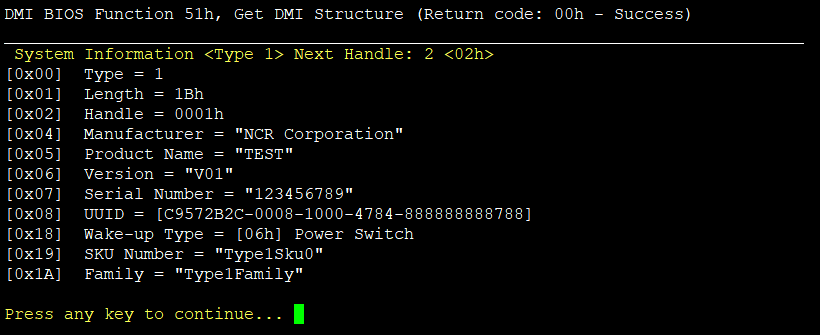 DMI BIOS Function 51h, Get DMI Structure (Return code: 00h - Success)
System Information <Type 1> Next Handle: 2 <02h>
[0x00] Type = 1
[0x01] Length = 1Bh
[0x02] Handle = 0001h
[0x04] Manufacturer = "NCR Corporation"
[0x05] Product Name = "TEST"
[0x06] Version = "V01"
[0x07] Serial Number = "123456789"
[0x08] UUID = [C9572B2C-0008-1000-4784-888888888788]
[0x18] Wake-up Type = [06h] Power Switch
[0x19] SKU Number = "Type1Sku0"
[0x1A] Family = "Type1Family"
Press any key to continue...